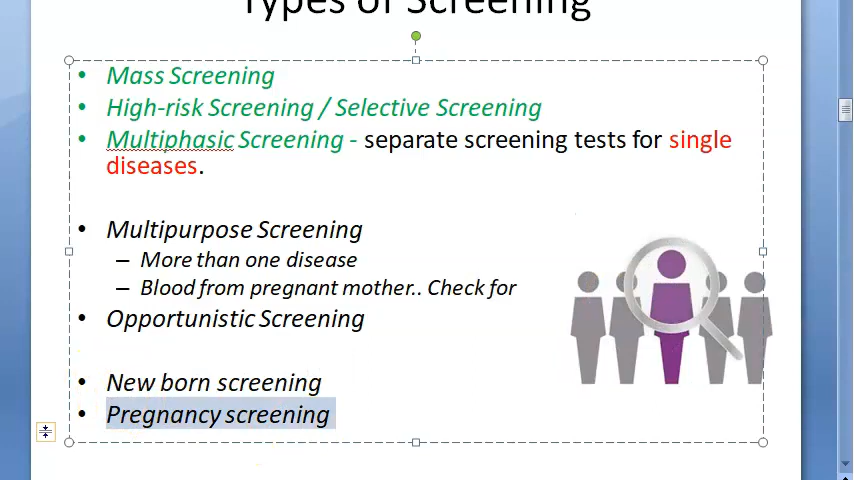 Types of Screening
• Mass Screening
• High-risk Screening / Selective Screening
• Multiphasic Screening - separate screening tests for single
diseases.
• Multipurpose Screening
– More than one disease
– Blood from pregnant mother.. Check for
• Opportunistic Screening
• New born screening
• Pregnancy screening